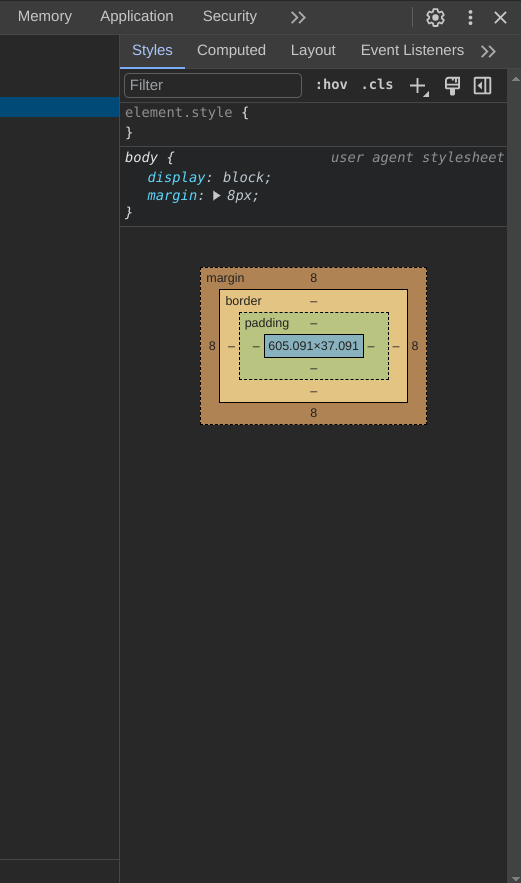 Memory Application Security
Styles Computed Layout Event Listeners
Filter :hov .cls
element.style {
}
body { user agent stylesheet
display: block;
margin: 8px;
}
margin 8
border –
padding –
8 – – 605.091×37.091 – – 8
–
–
8